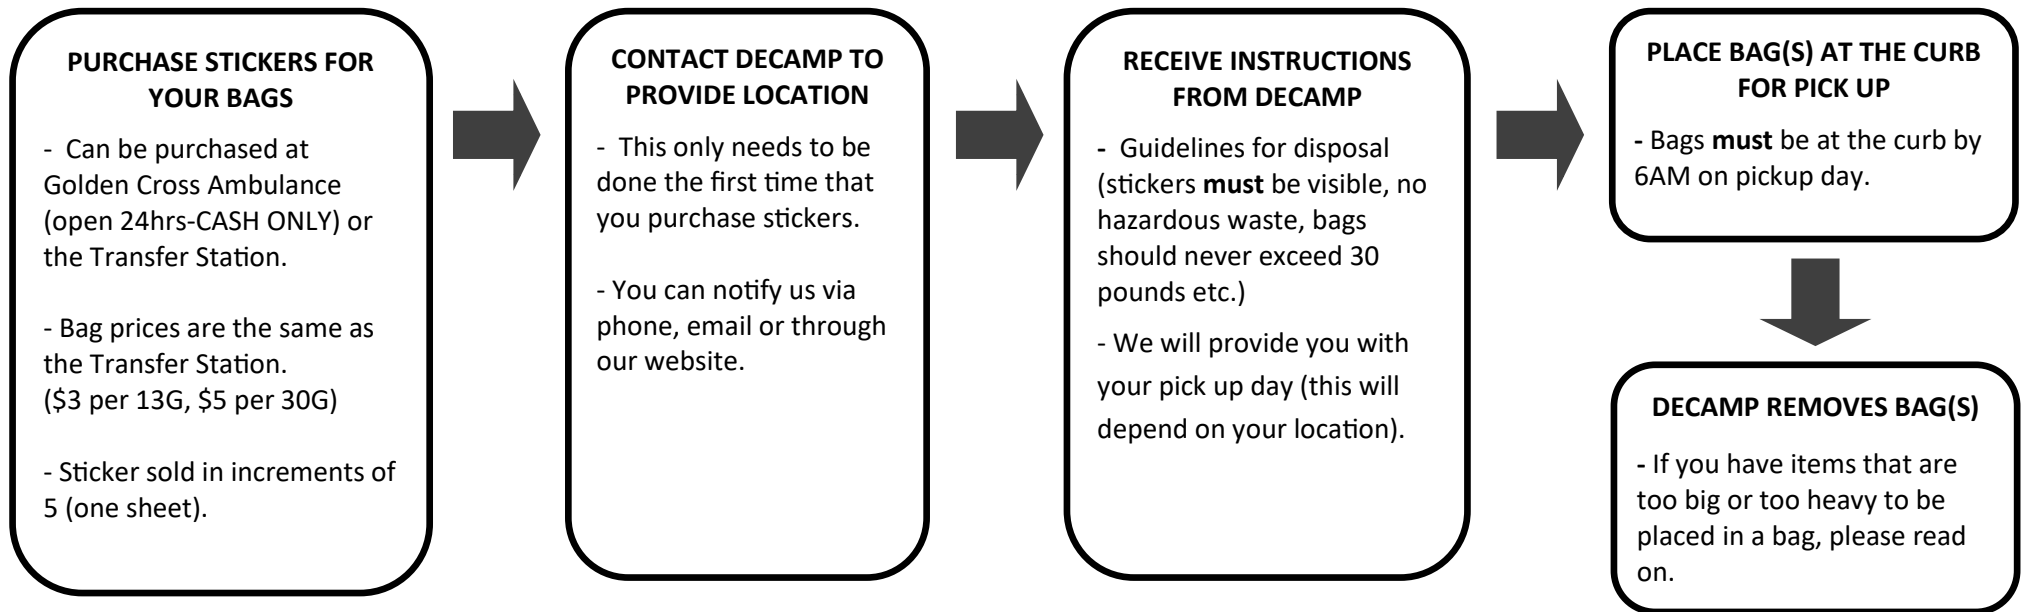 PURCHASE STICKERS FOR
YOUR BAGS
- Can be purchased at
Golden Cross Ambulance
(open 24hrs-CASH ONLY) or
the Transfer Station.
- Bag prices are the same as
the Transfer Station.
($3 per 13G, $5 per 30G)
- Sticker sold in increments of
5 (one sheet).
CONTACT DECAMP TO
PROVIDE LOCATION
- This only needs to be
done the first time that
you purchase stickers.
- You can notify us via
phone, email or through
our website.
RECEIVE INSTRUCTIONS
FROM DECAMP
- Guidelines for disposal
(stickers must be visible, no
hazardous waste, bags
should never exceed 30
pounds etc.)
- We will provide you with
your pick up day (this will
depend on your location).
PLACE BAG(S) AT THE CURB
FOR PICK UP
- Bags must be at the curb by
6AM on pickup day.
DECAMP REMOVES BAG(S)
- If you have items that are
too big or too heavy to be
placed in a bag, please read
on.